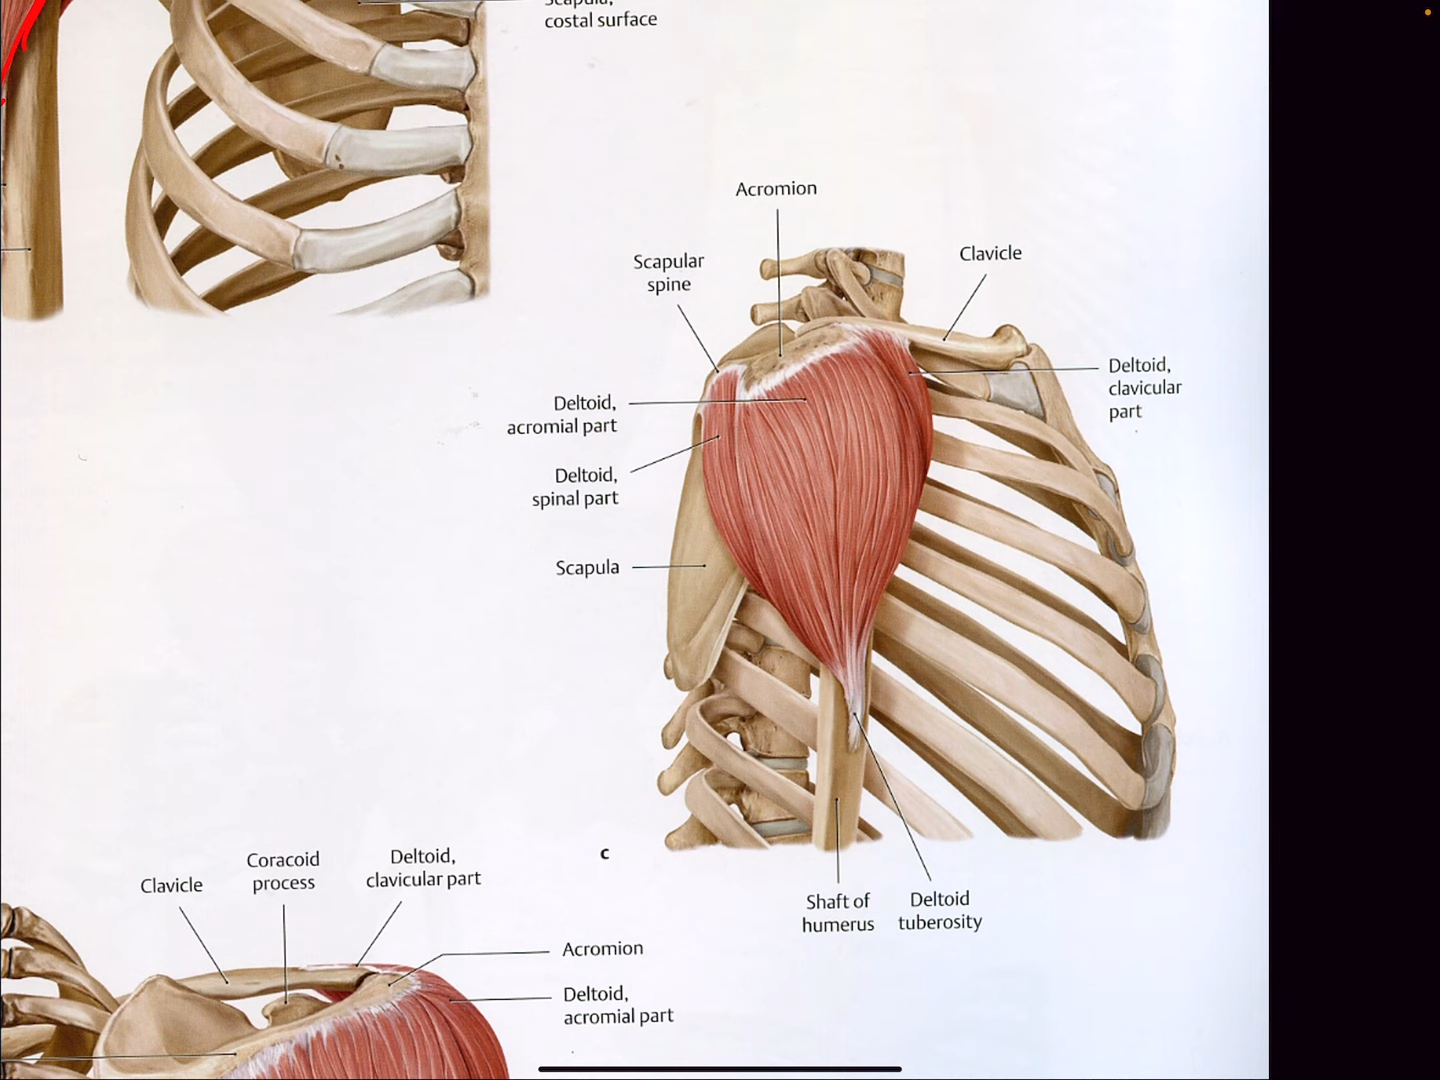 Scapula,
costal surface
Acromion
Scapular
spine
Clavicle
Deltoid,
clavicular
part
Deltoid,
acromial part
Deltoid,
spinal part
Scapula
c
Shaft of
humerus
Deltoid
tuberosity
Clavicle
Coracoid
process
Deltoid,
clavicular part
Acromion
Deltoid,
acromial part